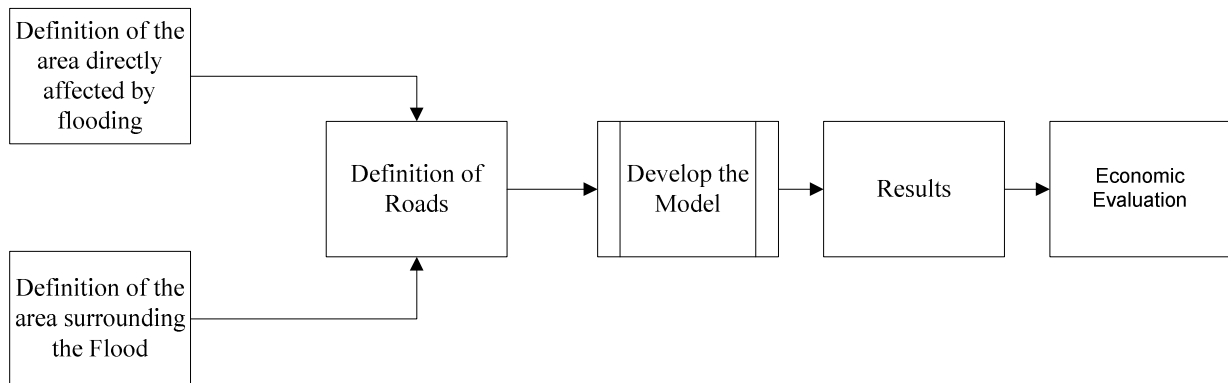 Definition of the
area directly
affected by
flooding
Definition of the
area surrounding
the Flood
Definition of
Roads
Develop the
Model
Results
Economic
Evaluation